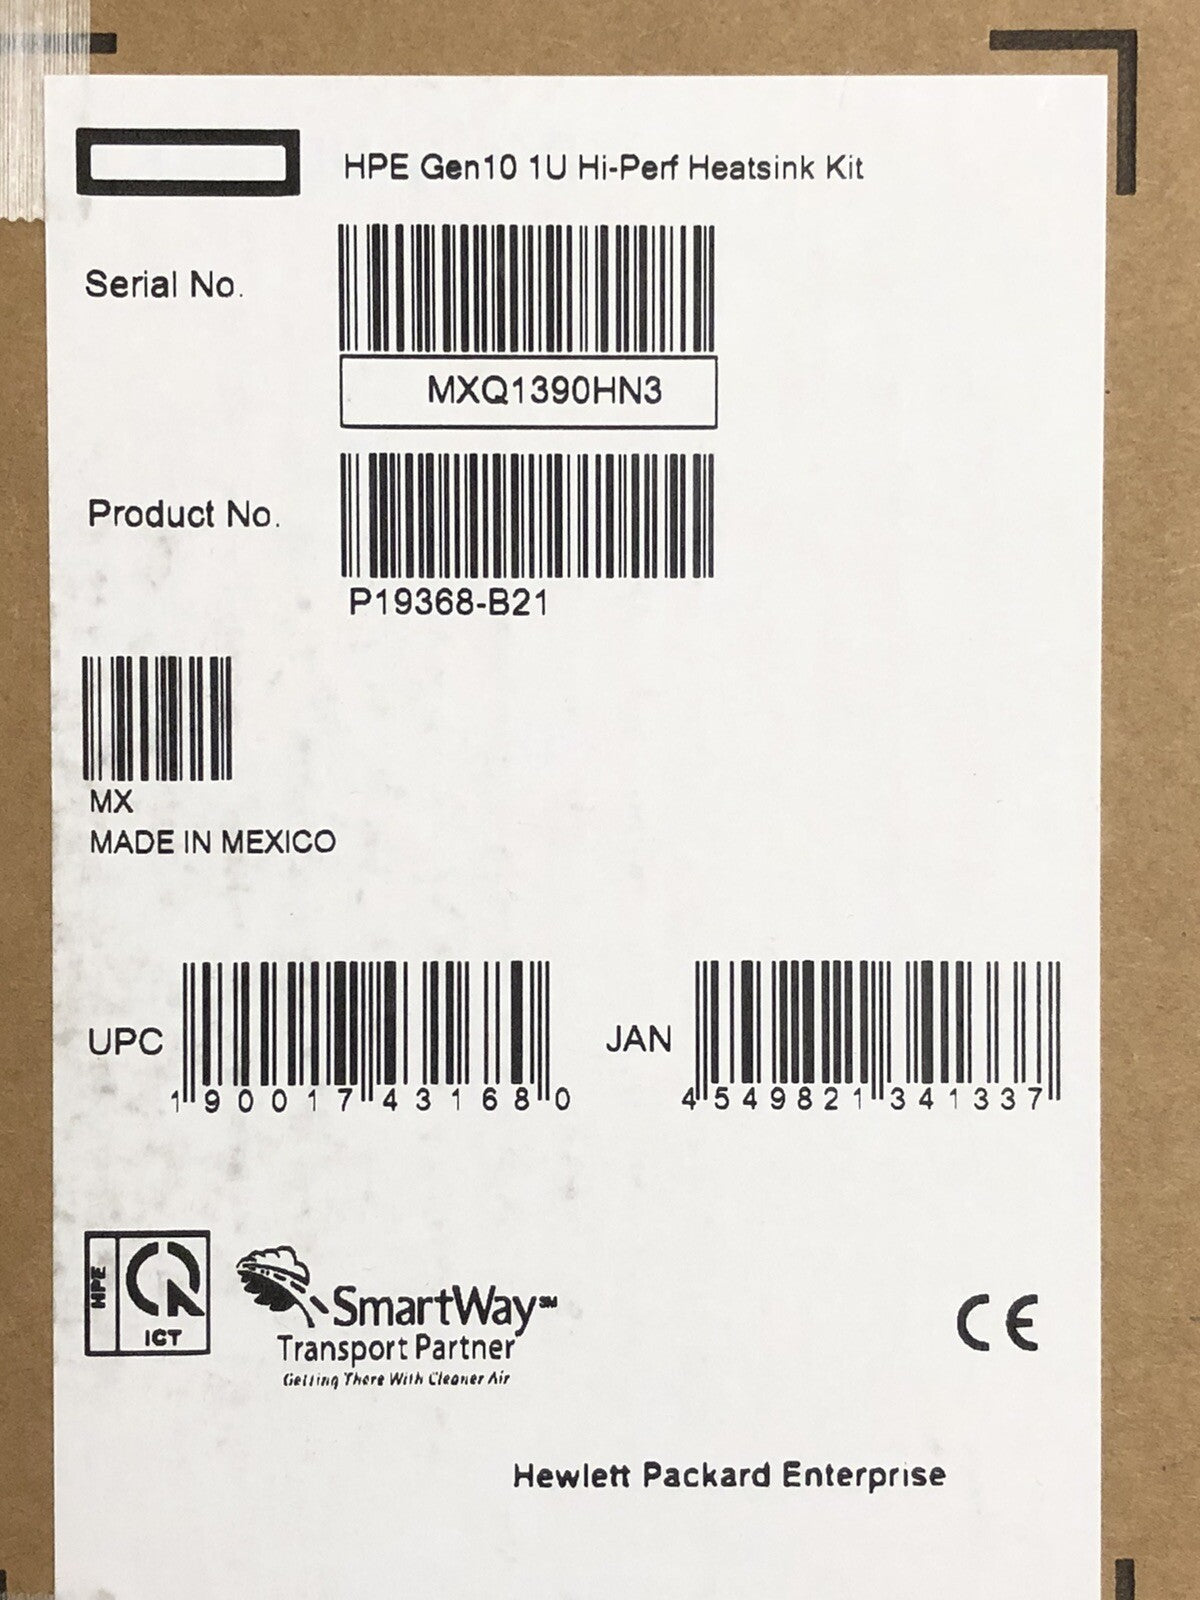 HPE Gen10 1U Hi-Perf Heatsink Kit
Serial No.
MXQ1390HN3
Product No.
P19368-B21
MX
MADE IN MEXICO
UPC
1 90017 43168 0
JAN
4 549821 341337
HPE
ICT
SmartWay℠
Transport Partner
Getting There With Cleaner Air
CE
Hewlett Packard Enterprise